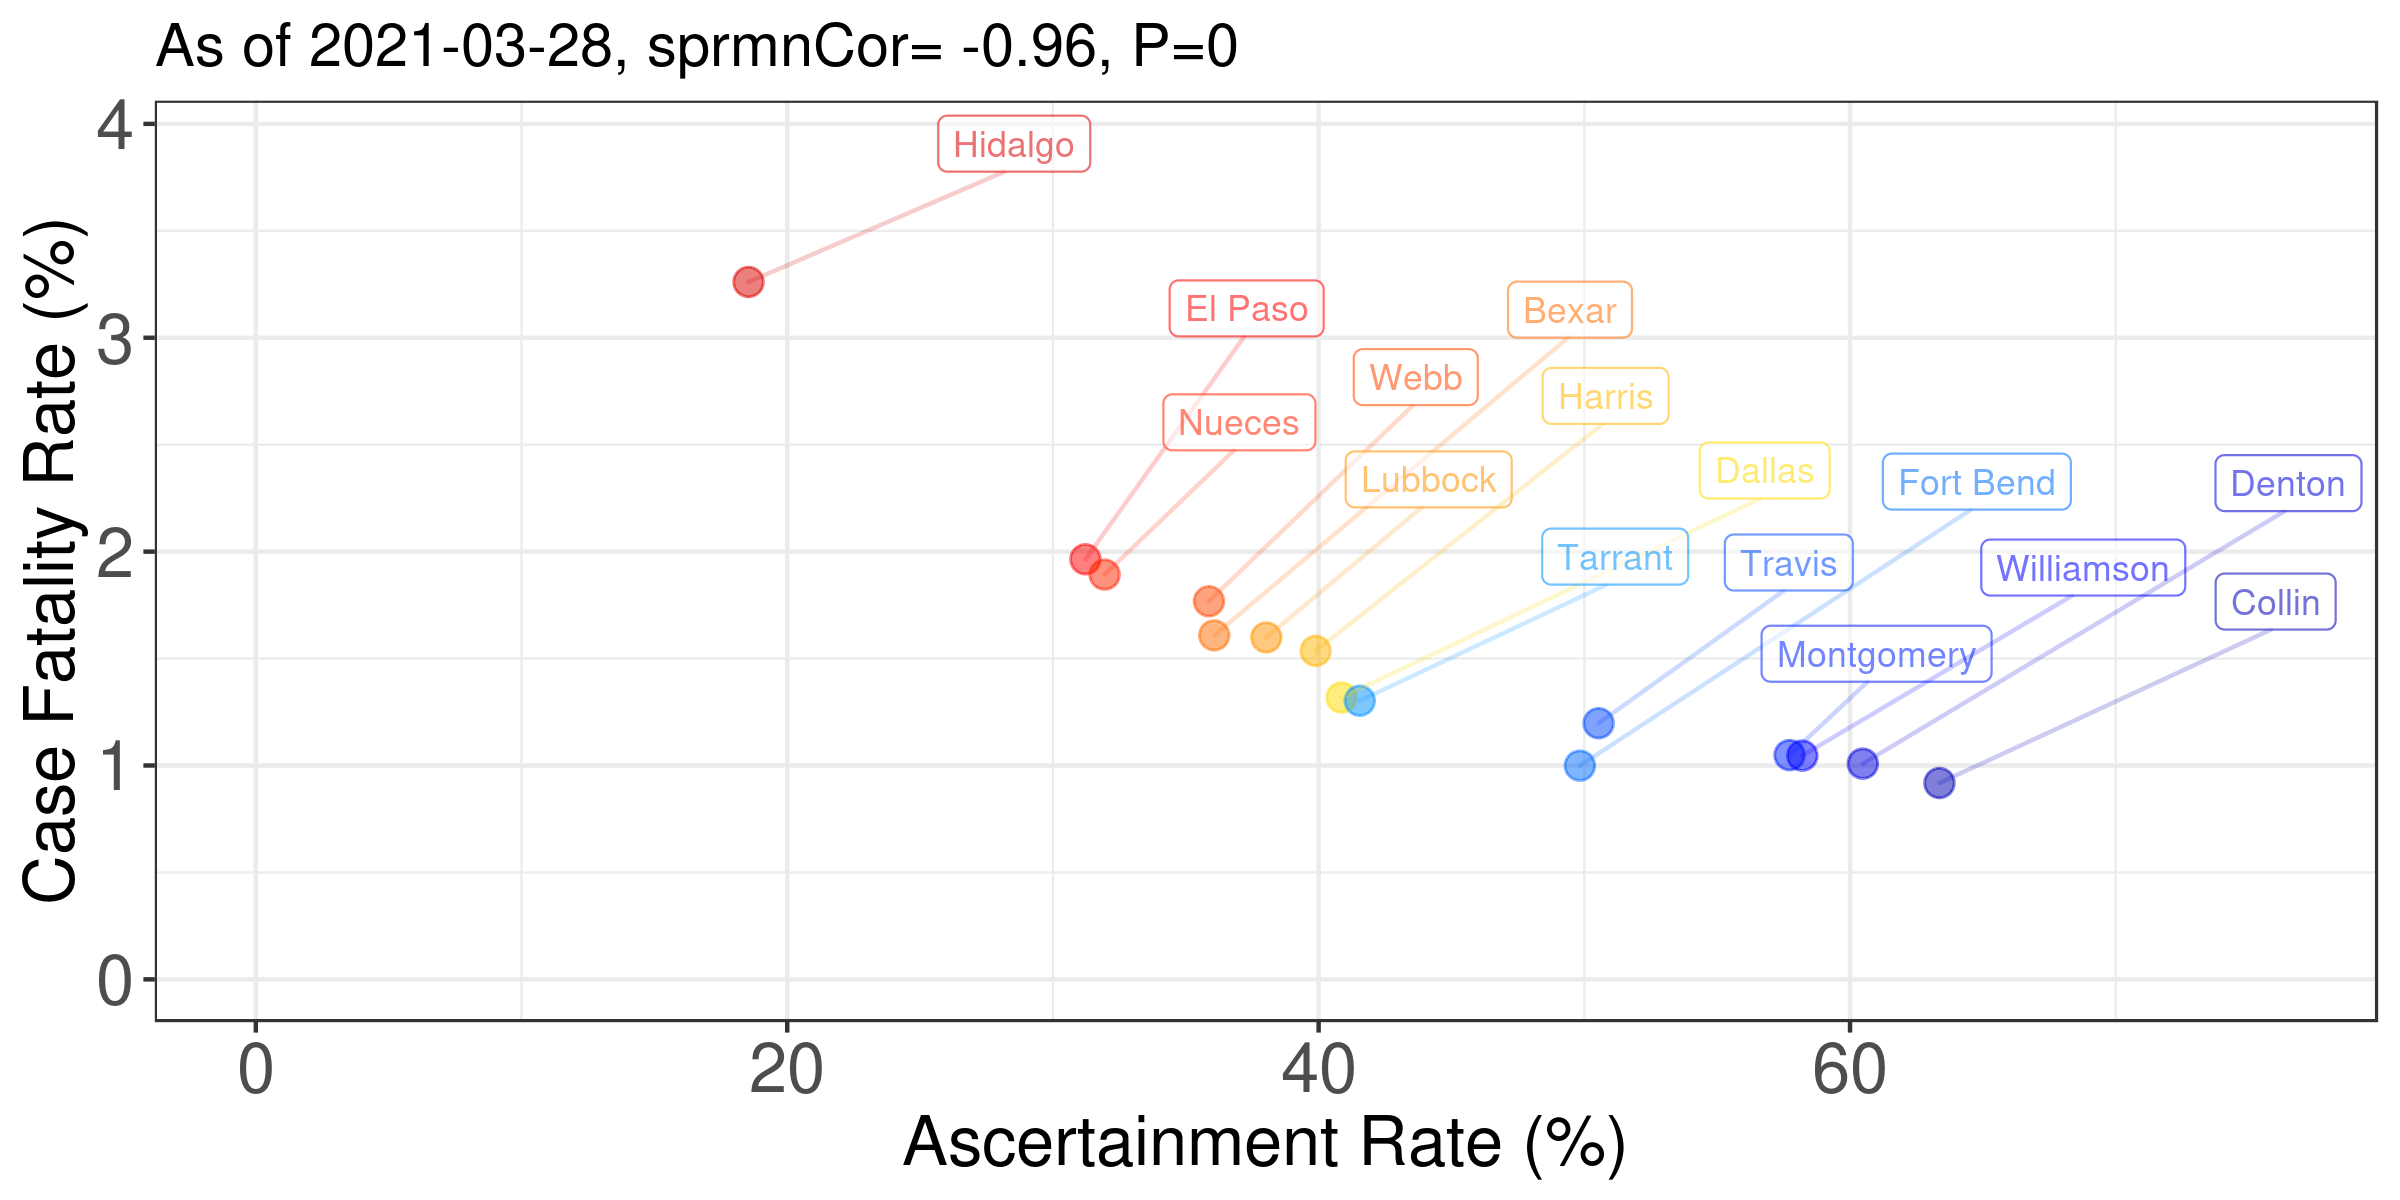 As of 2021-03-28, sprmnCor= -0.96, P=0
Case Fatality Rate (%)
4
3
2
1
0
Hidalgo
El Paso
Bexar
Webb
Harris
Nueces
Lubbock
Dallas
Fort Bend
Denton
Tarrant
Travis
Williamson
Collin
Montgomery
0 20 40 60
Ascertainment Rate (%)